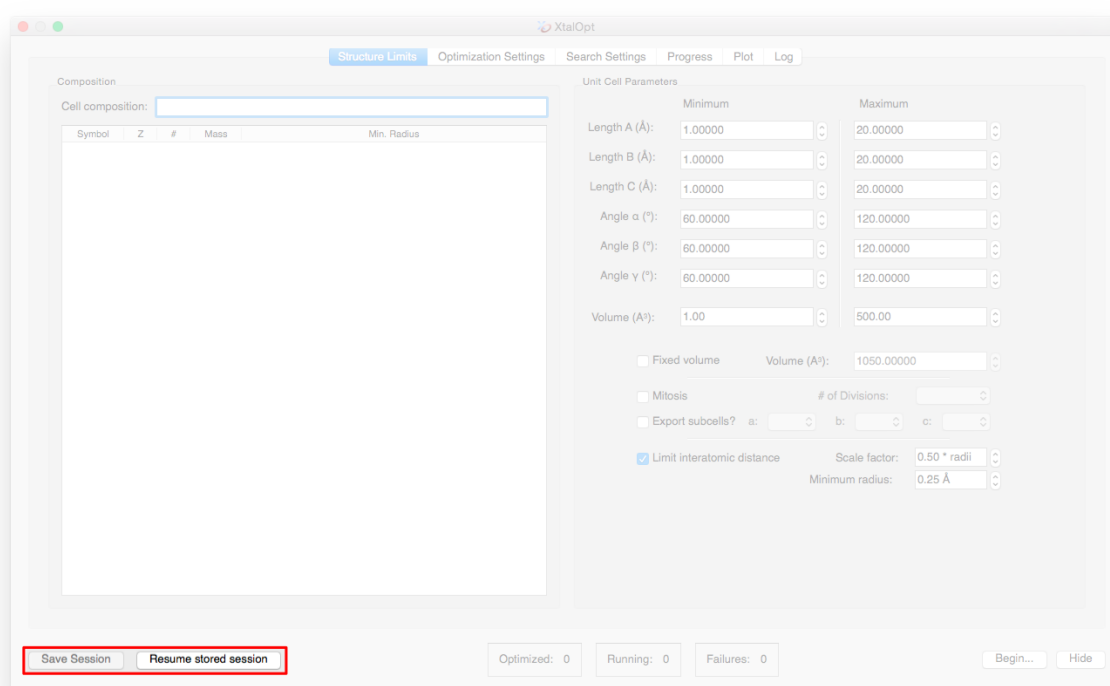 XtalOpt
Structure Limits Optimization Settings Search Settings Progress Plot Log
Composition
Cell composition:
Symbol Z # Mass Min. Radius
Unit Cell Parameters
Minimum Maximum
Length A (Å): 1.00000 20.00000
Length B (Å): 1.00000 20.00000
Length C (Å): 1.00000 20.00000
Angle α (°): 60.00000 120.00000
Angle β (°): 60.00000 120.00000
Angle γ (°): 60.00000 120.00000
Volume (Å³): 1.00 500.00
Fixed volume Volume (Å³): 1050.00000
Mitosis # of Divisions:
Export subcells? a: b: c:
Limit interatomic distance Scale factor: 0.50 * radii
Minimum radius: 0.25 Å
Save Session Resume stored session Optimized: 0 Running: 0 Failures: 0 Begin... Hide